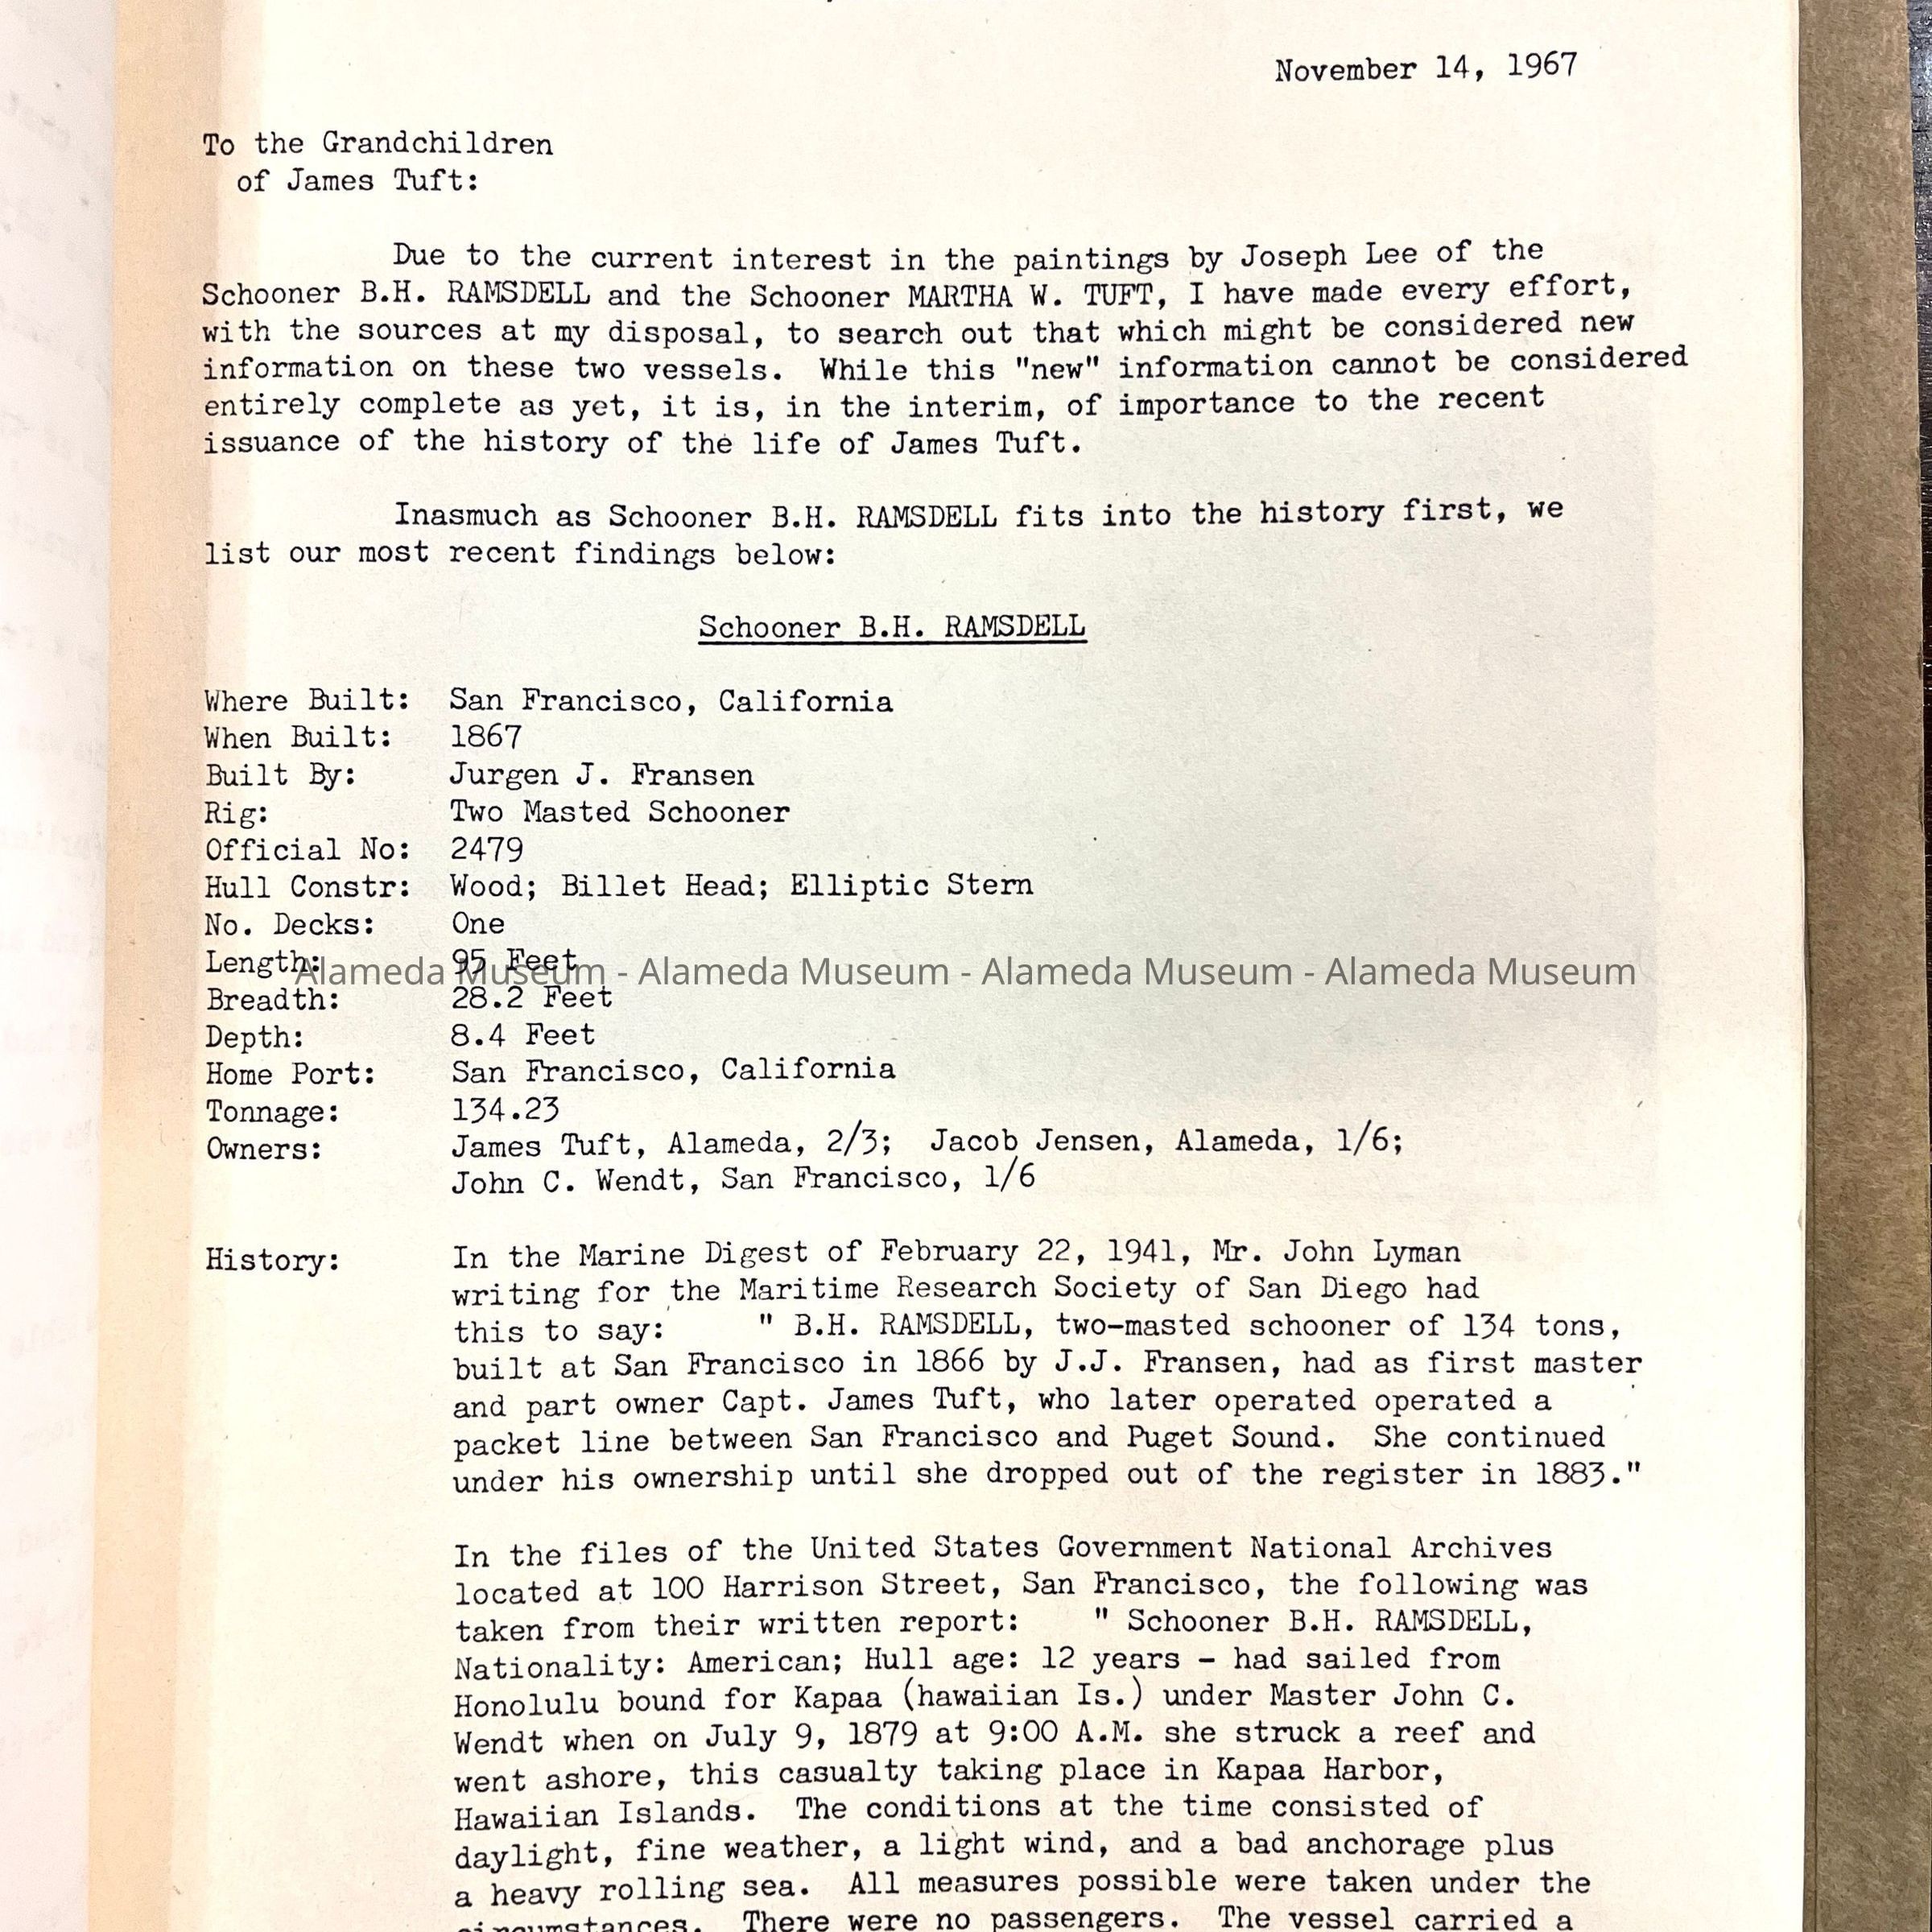 November 14, 1967
To the Grandchildren
of James Tuft:
Due to the current interest in the paintings by Joseph Lee of the
Schooner B.H. RAMSDELL and the Schooner MARTHA W. TUFT, I have made every effort,
with the sources at my disposal, to search out that which might be considered new
information on these two vessels. While this "new" information cannot be considered
entirely complete as yet, it is, in the interim, of importance to the recent
issuance of the history of the life of James Tuft.
Inasmuch as Schooner B.H. RAMSDELL fits into the history first, we
list our most recent findings below:
Schooner B.H. RAMSDELL
Where Built: San Francisco, California
When Built: 1867
Built By: Jurgen J. Fransen
Rig: Two Masted Schooner
Official No: 2479
Hull Constr: Wood; Billet Head; Elliptic Stern
No. Decks: One
Length: 95 Feet
Alameda Museum - Alameda Museum - Alameda Museum - Alameda Museum
Breadth: 28.2 Feet
Depth: 8.4 Feet
Home Port: San Francisco, California
Tonnage: 134.23
Owners: James Tuft, Alameda, 2/3; Jacob Jensen, Alameda, 1/6;
John C. Wendt, San Francisco, 1/6
History: In the Marine Digest of February 22, 1941, Mr. John Lyman
writing for the Maritime Research Society of San Diego had
this to say: " B.H. RAMSDELL, two-masted schooner of 134 tons,
built at San Francisco in 1866 by J.J. Fransen, had as first master
and part owner Capt. James Tuft, who later operated operated a
packet line between San Francisco and Puget Sound. She continued
under his ownership until she dropped out of the register in 1883."
In the files of the United States Government National Archives
located at 100 Harrison Street, San Francisco, the following was
taken from their written report: " Schooner B.H. RAMSDELL,
Nationality: American; Hull age: 12 years - had sailed from
Honolulu bound for Kapaa (hawaiian Is.) under Master John C.
Wendt when on July 9, 1879 at 9:00 A.M. she struck a reef and
went ashore, this casualty taking place in Kapaa Harbor,
Hawaiian Islands. The conditions at the time consisted of
daylight, fine weather, a light wind, and a bad anchorage plus
a heavy rolling sea. All measures possible were taken under the
circumstances. There were no passengers. The vessel carried a